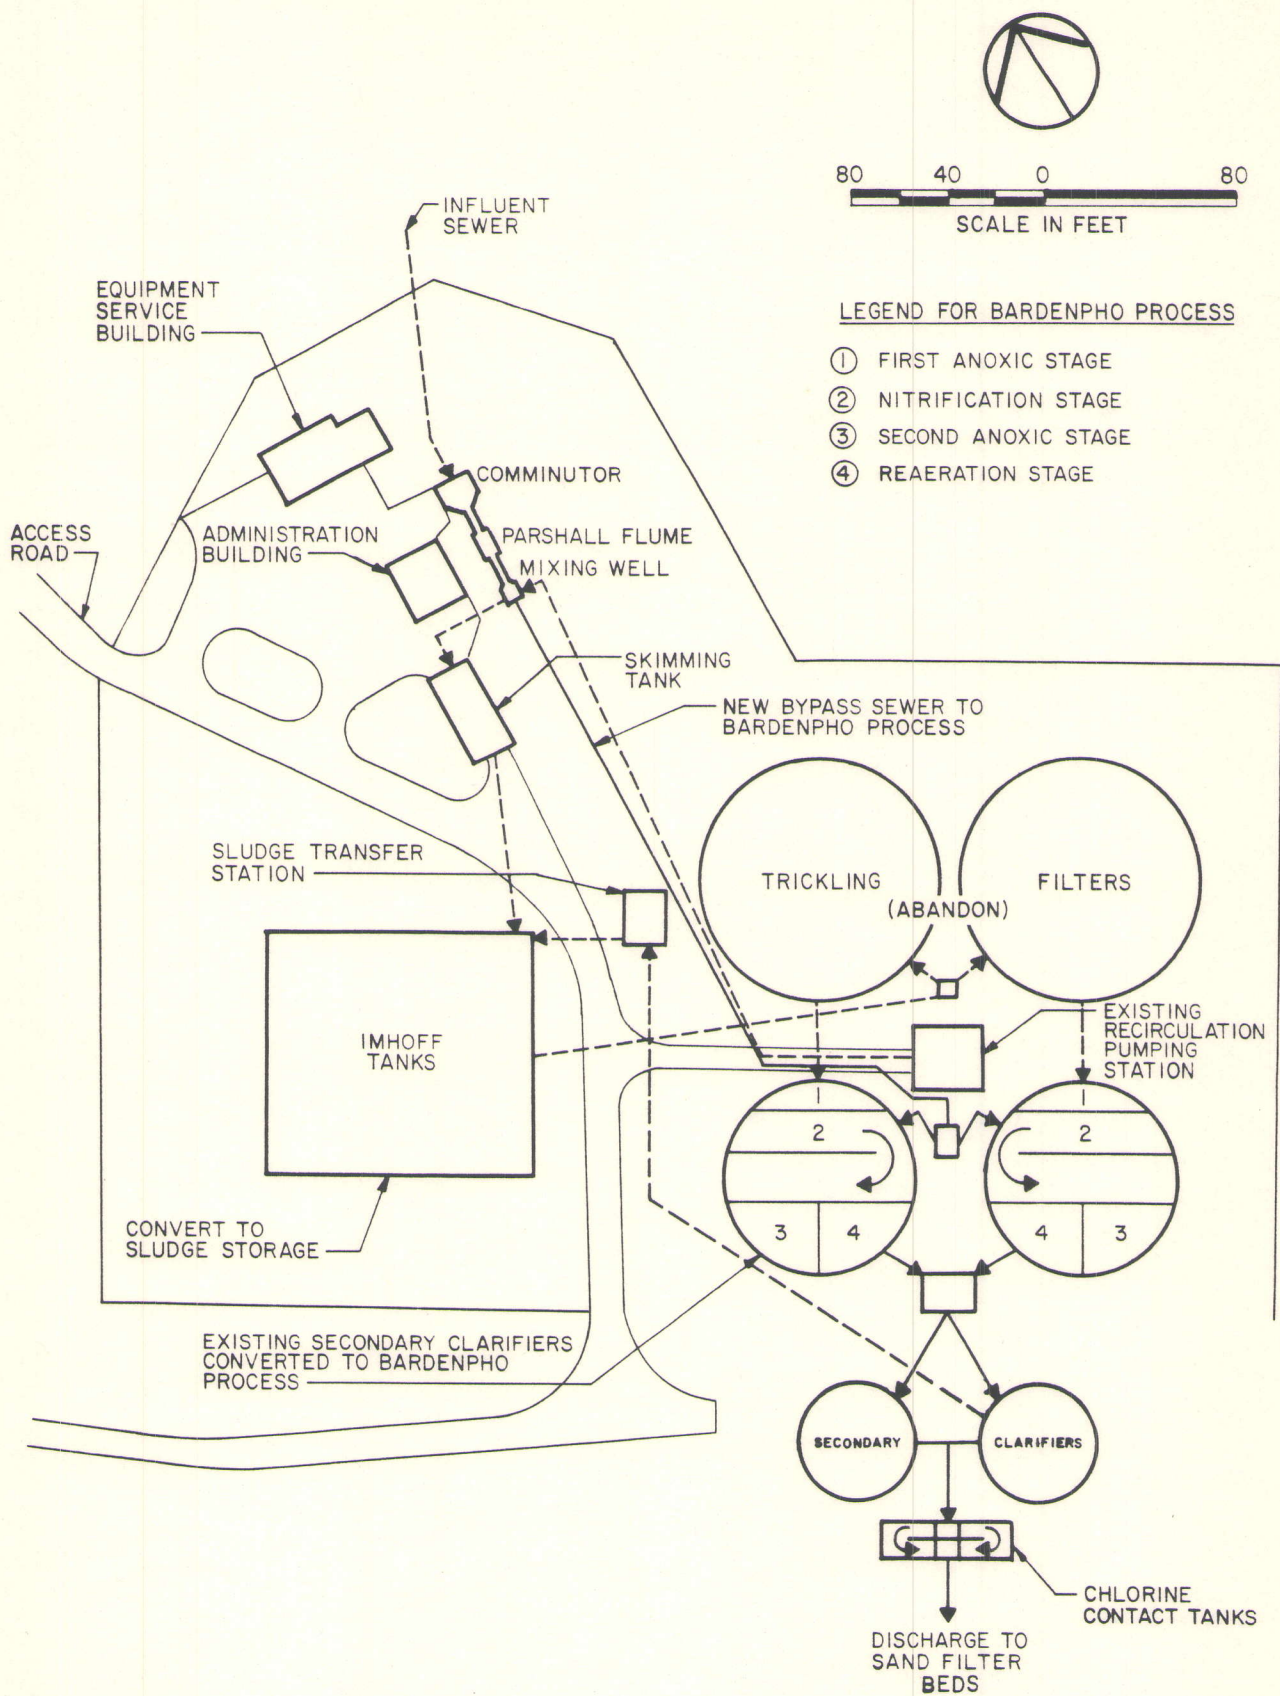 80 40 0 80
SCALE IN FEET
INFLUENT
SEWER
EQUIPMENT
SERVICE
BUILDING
LEGEND FOR BARDENPHO PROCESS
1 FIRST ANOXIC STAGE
2 NITRIFICATION STAGE
3 SECOND ANOXIC STAGE
4 REAERATION STAGE
COMMINUTOR
ACCESS
ROAD
ADMINISTRATION
BUILDING
PARSHALL FLUME
MIXING WELL
SKIMMING
TANK
NEW BYPASS SEWER TO
BARDENPHO PROCESS
SLUDGE TRANSFER
STATION
TRICKLING
FILTERS
(ABANDON)
EXISTING
RECIRCULATION
PUMPING
STATION
IMHOFF
TANKS
1
2
3 4
1
2
4 3
CONVERT TO
SLUDGE STORAGE
EXISTING SECONDARY CLARIFIERS
CONVERTED TO BARDENPHO
PROCESS
SECONDARY
CLARIFIERS
CHLORINE
CONTACT TANKS
DISCHARGE TO
SAND FILTER
BEDS